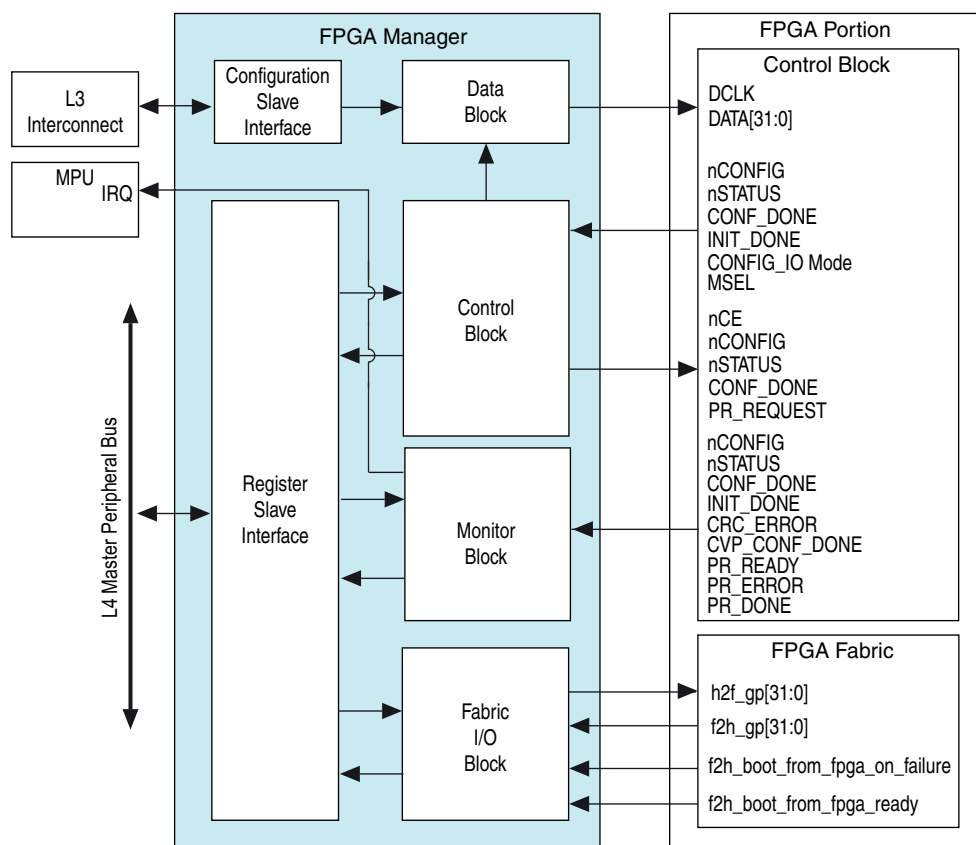 FPGA Manager
FPGA Portion
L3
Interconnect
Configuration
Slave
Interface
Data
Block
Control Block
DCLK
DATA[31:0]
MPU
IRQ
nCONFIG
nSTATUS
CONF_DONE
INIT_DONE
CONFIG_IO Mode
MSEL
Control
Block
nCE
nCONFIG
nSTATUS
CONF_DONE
PR_REQUEST
L4 Master Peripheral Bus
Register
Slave
Interface
Monitor
Block
nCONFIG
nSTATUS
CONF_DONE
INIT_DONE
CRC_ERROR
CVP_CONF_DONE
PR_READY
PR_ERROR
PR_DONE
Fabric
I/O
Block
FPGA Fabric
h2f_gp[31:0]
f2h_gp[31:0]
f2h_boot_from_fpga_on_failure
f2h_boot_from_fpga_ready